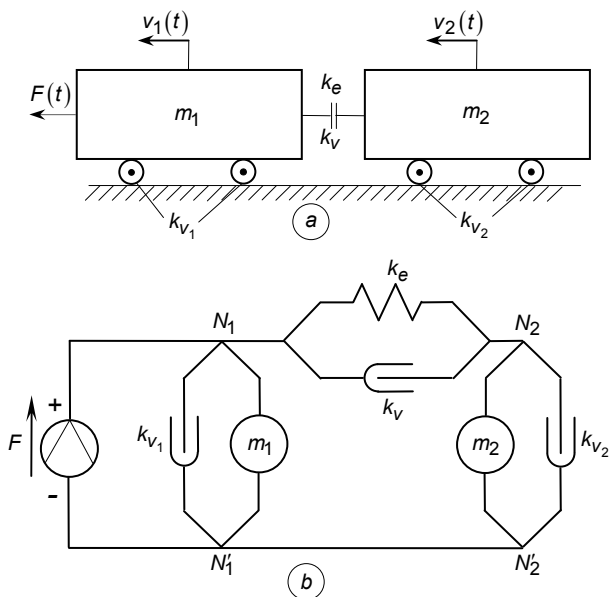 v₁(t) v₂(t)
F(t) m₁ kₑ m₂
kᵥ
kᵥ₁ a kᵥ₂
kₑ
N₁ N₂
kᵥ
+ kᵥ₁ m₁ m₂ kᵥ₂
F
-
N′₁ N′₂
b